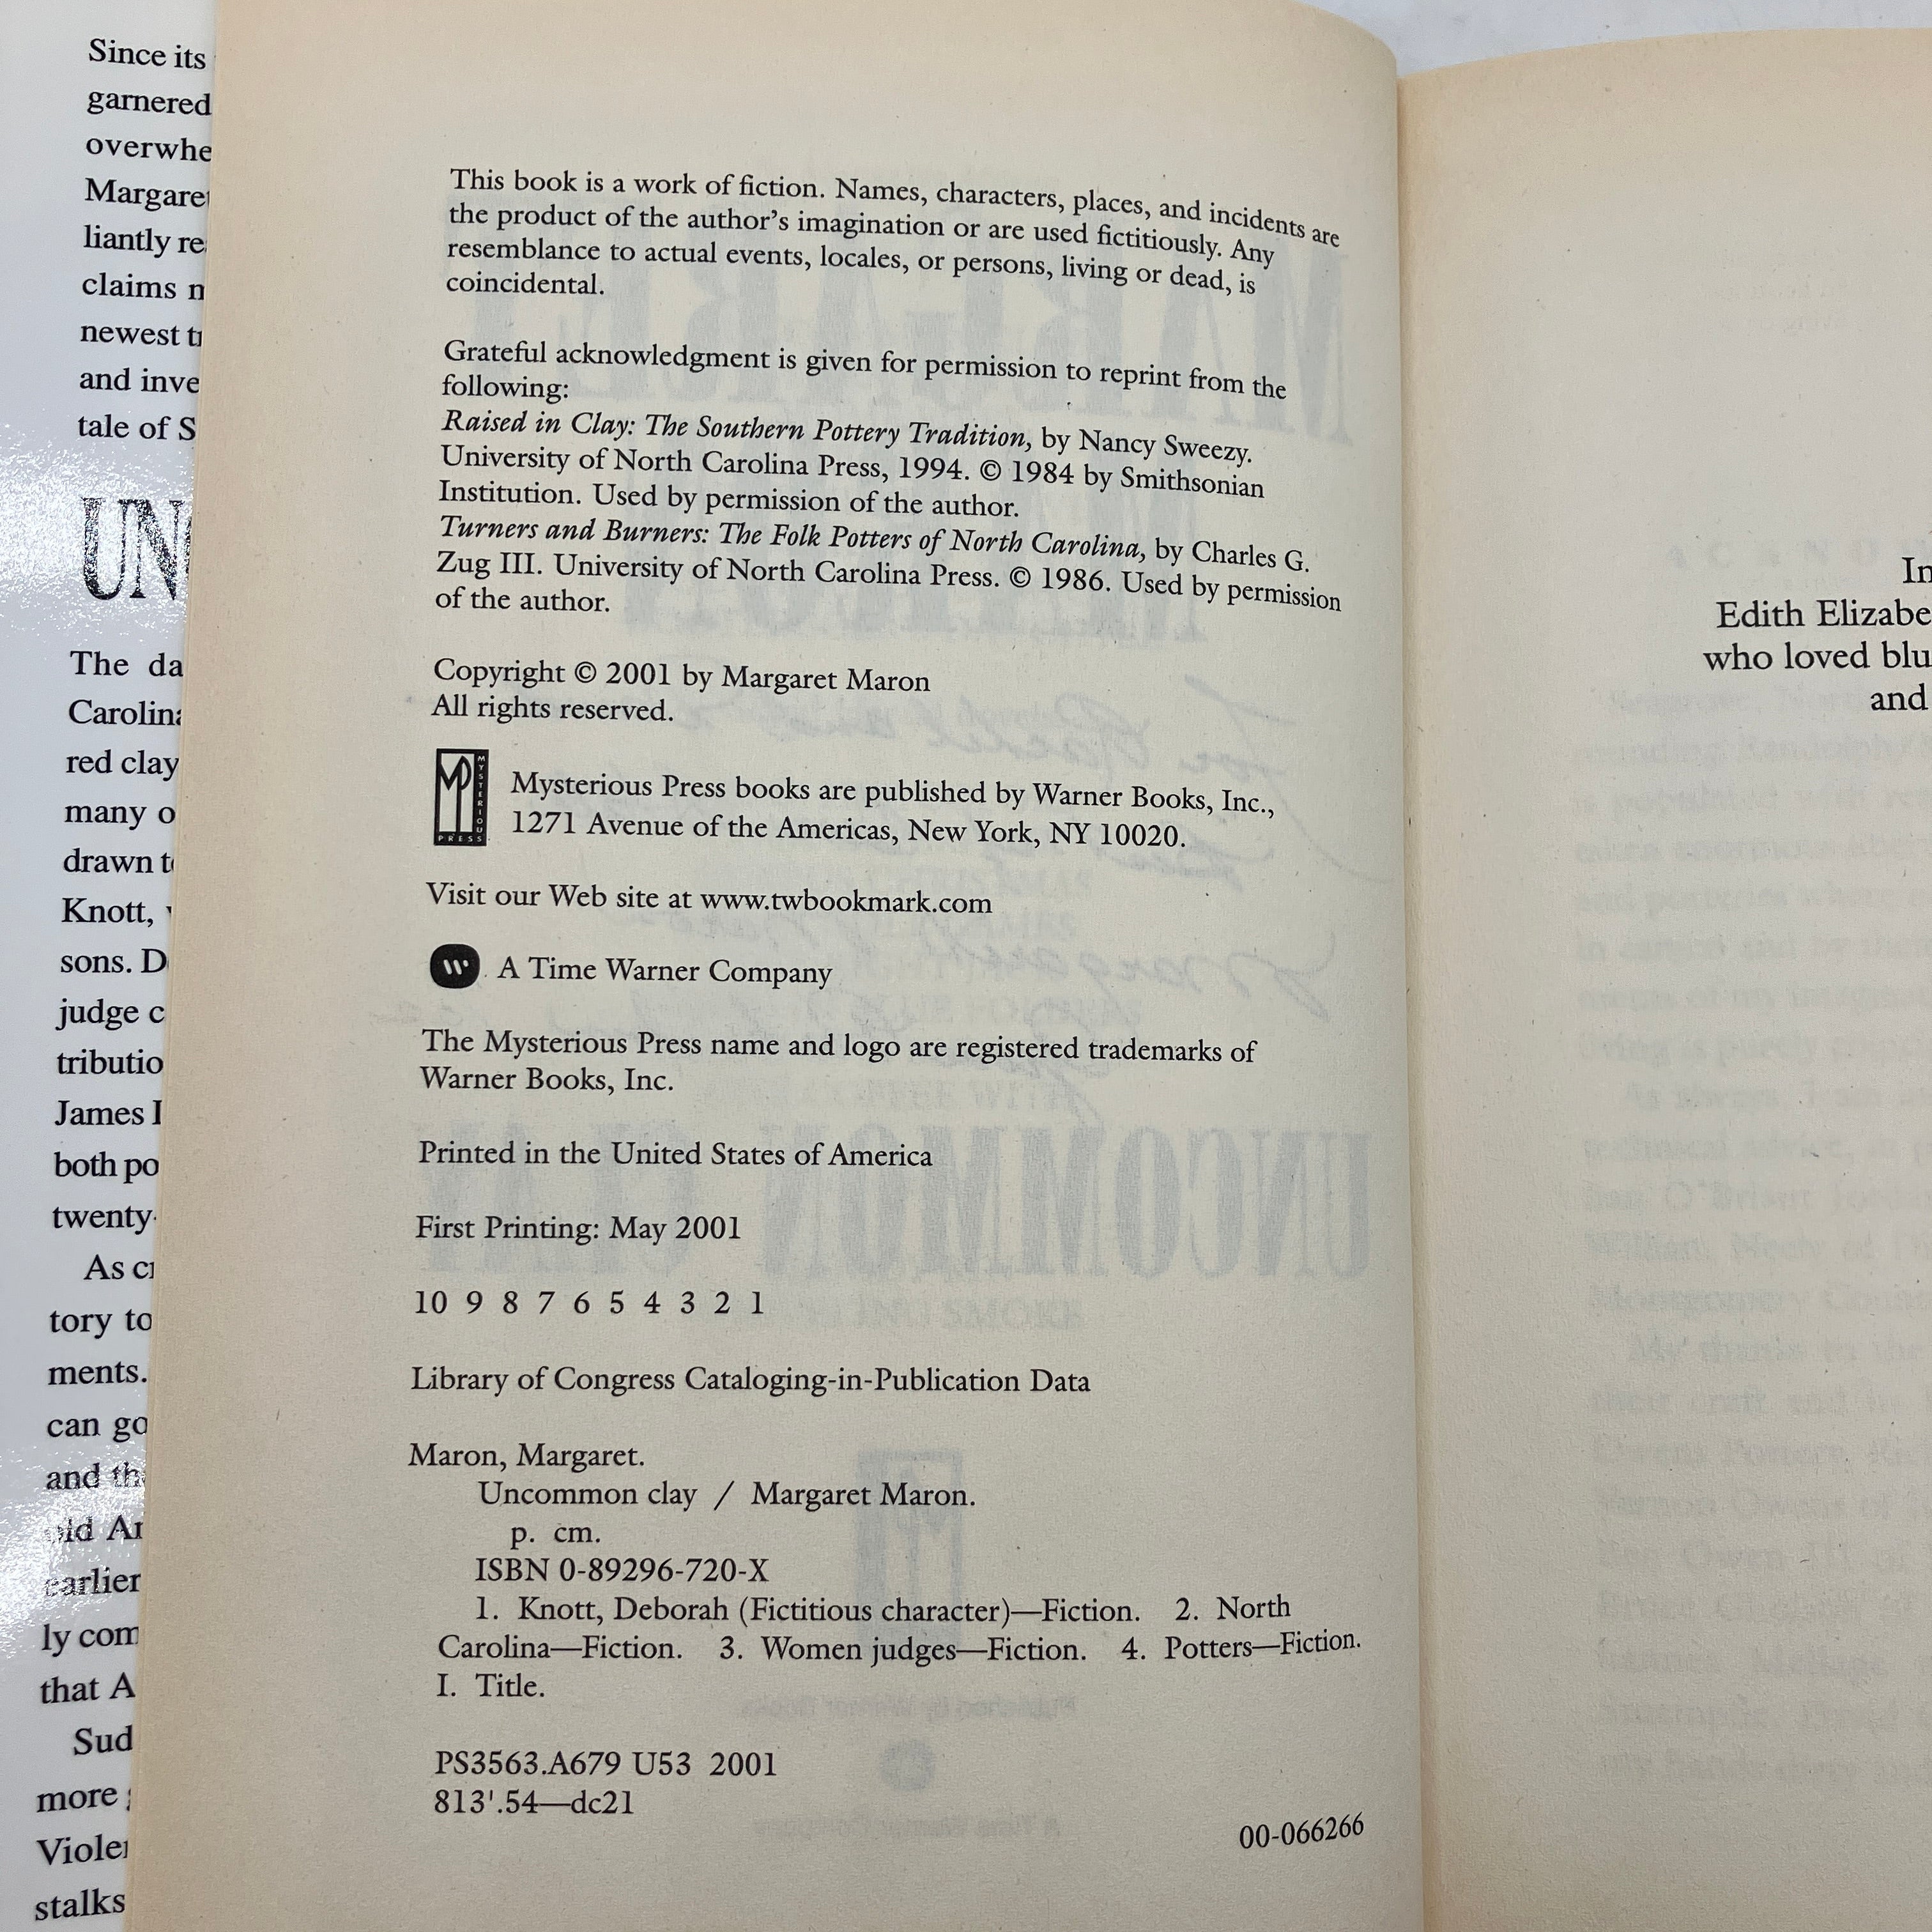 Since its
garnered
overwhe
Margaret
liantly re
claims n
newest tr
and inve
tale of S
UN
The da
Carolina
red clay
many o
drawn t
Knott,
sons. D
judge c
tributio
James I
both po
twenty-
As cr
tory to
ments.
can go
and the
old Ar
earlier
ly com
that A
Sud
more
Violen
stalks
This book is a work of fiction. Names, characters, places, and incidents are
the product of the author's imagination or are used fictitiously. Any
resemblance to actual events, locales, or persons, living or dead, is
coincidental.
Grateful acknowledgment is given for permission to reprint from the
following:
Raised in Clay: The Southern Pottery Tradition, by Nancy Sweezy.
University of North Carolina Press, 1994. © 1984 by Smithsonian
Institution. Used by permission of the author.
Turners and Burners: The Folk Potters of North Carolina, by Charles G.
Zug III. University of North Carolina Press. © 1986. Used by permission
of the author.
Copyright © 2001 by Margaret Maron
All rights reserved.
MYSTERIOUS
PRESS
Mysterious Press books are published by Warner Books, Inc.,
1271 Avenue of the Americas, New York, NY 10020.
Visit our Web site at www.twbookmark.com
A Time Warner Company
The Mysterious Press name and logo are registered trademarks of
Warner Books, Inc.
Printed in the United States of America
First Printing: May 2001
10 9 8 7 6 5 4 3 2 1
Library of Congress Cataloging-in-Publication Data
Maron, Margaret.
Uncommon clay / Margaret Maron.
p. cm.
ISBN 0-89296-720-X
1. Knott, Deborah (Fictitious character)—Fiction. 2. North
Carolina—Fiction. 3. Women judges—Fiction. 4. Potters—Fiction.
I. Title.
PS3563.A679 U53 2001
813'.54—dc21
00-066266
In
Edith Elizabe
who loved blu
and